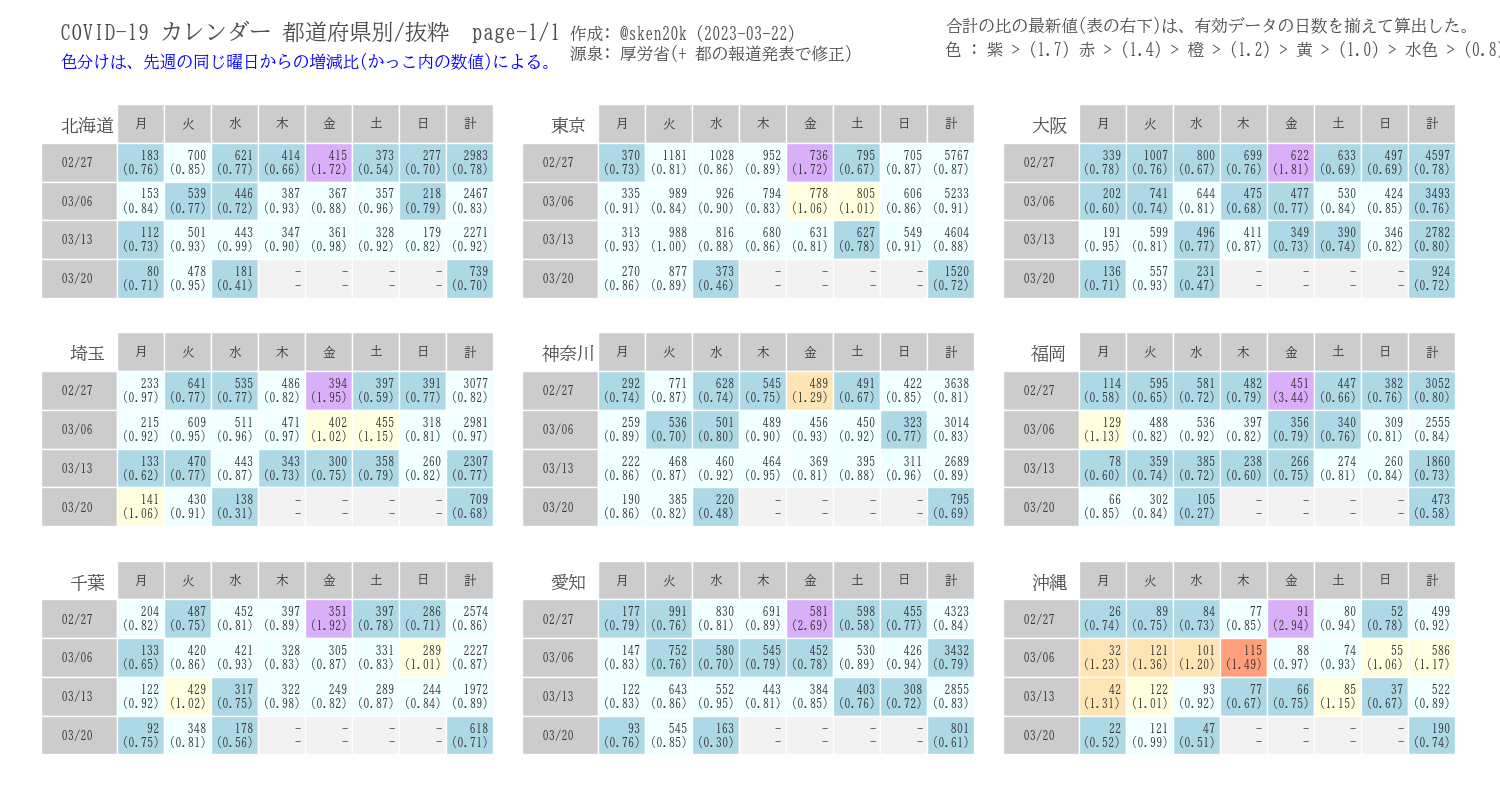 COVID-19 カレンダー 都道府県別/抜粋 page-1/1
色分けは、先週の同じ曜日からの増減比(かっこ内の数値)による。
作成: @sken20k (2023-03-22)
源泉: 厚労省(+ 都の報道発表で修正)
合計の比の最新値(表の右下)は、有効データの日数を揃えて算出した。
色 : 紫 > (1.7) 赤 > (1.4) > 橙 > (1.2) > 黄 > (1.0) > 水色 > (0.8)
北海道 月 火 水 木 金 土 日 計
02/27 183 700 621 414 415 373 277 2983
(0.76) (0.85) (0.77) (0.66) (1.72) (0.54) (0.70) (0.78)
03/06 153 539 446 387 367 357 218 2467
(0.84) (0.77) (0.72) (0.93) (0.88) (0.96) (0.79) (0.83)
03/13 112 501 443 347 361 328 179 2271
(0.73) (0.93) (0.99) (0.90) (0.98) (0.92) (0.82) (0.92)
03/20 80 478 181 - - - - 739
(0.71) (0.95) (0.41) - - - - (0.70)
東京 月 火 水 木 金 土 日 計
02/27 370 1181 1028 952 736 795 705 5767
(0.73) (0.81) (0.86) (0.89) (1.72) (0.67) (0.87) (0.87)
03/06 335 989 926 794 778 805 606 5233
(0.91) (0.84) (0.90) (0.83) (1.06) (1.01) (0.86) (0.91)
03/13 313 988 816 680 631 627 549 4604
(0.93) (1.00) (0.88) (0.86) (0.81) (0.78) (0.91) (0.88)
03/20 270 877 373 - - - - 1520
(0.86) (0.89) (0.46) - - - - (0.72)
大阪 月 火 水 木 金 土 日 計
02/27 339 1007 800 699 622 633 497 4597
(0.78) (0.76) (0.67) (0.76) (1.81) (0.69) (0.69) (0.78)
03/06 202 741 644 475 477 530 424 3493
(0.60) (0.74) (0.81) (0.68) (0.77) (0.84) (0.85) (0.76)
03/13 191 599 496 411 349 390 346 2782
(0.95) (0.81) (0.77) (0.87) (0.73) (0.74) (0.82) (0.80)
03/20 136 557 231 - - - - 924
(0.71) (0.93) (0.47) - - - - (0.72)
埼玉 月 火 水 木 金 土 日 計
02/27 233 641 535 486 394 397 391 3077
(0.97) (0.77) (0.77) (0.82) (1.95) (0.59) (0.77) (0.82)
03/06 215 609 511 471 402 455 318 2981
(0.92) (0.95) (0.96) (0.97) (1.02) (1.15) (0.81) (0.97)
03/13 133 470 443 343 300 358 260 2307
(0.62) (0.77) (0.87) (0.73) (0.75) (0.79) (0.82) (0.77)
03/20 141 430 138 - - - - 709
(1.06) (0.91) (0.31) - - - - (0.68)
神奈川 月 火 水 木 金 土 日 計
02/27 292 771 628 545 489 491 422 3638
(0.74) (0.87) (0.74) (0.75) (1.29) (0.67) (0.85) (0.81)
03/06 259 536 501 489 456 450 323 3014
(0.89) (0.70) (0.80) (0.90) (0.93) (0.92) (0.77) (0.83)
03/13 222 468 460 464 369 395 311 2689
(0.86) (0.87) (0.92) (0.95) (0.81) (0.88) (0.96) (0.89)
03/20 190 385 220 - - - - 795
(0.86) (0.82) (0.48) - - - - (0.69)
福岡 月 火 水 木 金 土 日 計
02/27 114 595 581 482 451 447 382 3052
(0.58) (0.65) (0.72) (0.79) (3.44) (0.66) (0.76) (0.80)
03/06 129 488 536 397 356 340 309 2555
(1.13) (0.82) (0.92) (0.82) (0.79) (0.76) (0.81) (0.84)
03/13 78 359 385 238 266 274 260 1860
(0.60) (0.74) (0.72) (0.60) (0.75) (0.81) (0.84) (0.73)
03/20 66 302 105 - - - - 473
(0.85) (0.84) (0.27) - - - - (0.58)
千葉 月 火 水 木 金 土 日 計
02/27 204 487 452 397 351 397 286 2574
(0.82) (0.75) (0.81) (0.89) (1.92) (0.78) (0.71) (0.86)
03/06 133 420 421 328 305 331 289 2227
(0.65) (0.86) (0.93) (0.83) (0.87) (0.83) (1.01) (0.87)
03/13 122 429 317 322 249 289 244 1972
(0.92) (1.02) (0.75) (0.98) (0.82) (0.87) (0.84) (0.89)
03/20 92 348 178 - - - - 618
(0.75) (0.81) (0.56) - - - - (0.71)
愛知 月 火 水 木 金 土 日 計
02/27 177 991 830 691 581 598 455 4323
(0.79) (0.76) (0.81) (0.89) (2.69) (0.58) (0.77) (0.84)
03/06 147 752 580 545 452 530 426 3432
(0.83) (0.76) (0.70) (0.79) (0.78) (0.89) (0.94) (0.79)
03/13 122 643 552 443 384 403 308 2855
(0.83) (0.86) (0.95) (0.81) (0.85) (0.76) (0.72) (0.83)
03/20 93 545 163 - - - - 801
(0.76) (0.85) (0.30) - - - - (0.61)
沖縄 月 火 水 木 金 土 日 計
02/27 26 89 84 77 91 80 52 499
(0.74) (0.75) (0.73) (0.85) (2.94) (0.94) (0.78) (0.92)
03/06 32 121 101 115 88 74 55 586
(1.23) (1.36) (1.20) (1.49) (0.97) (0.93) (1.06) (1.17)
03/13 42 122 93 77 66 85 37 522
(1.31) (1.01) (0.92) (0.67) (0.75) (1.15) (0.67) (0.89)
03/20 22 121 47 - - - - 190
(0.52) (0.99) (0.51) - - - - (0.74)